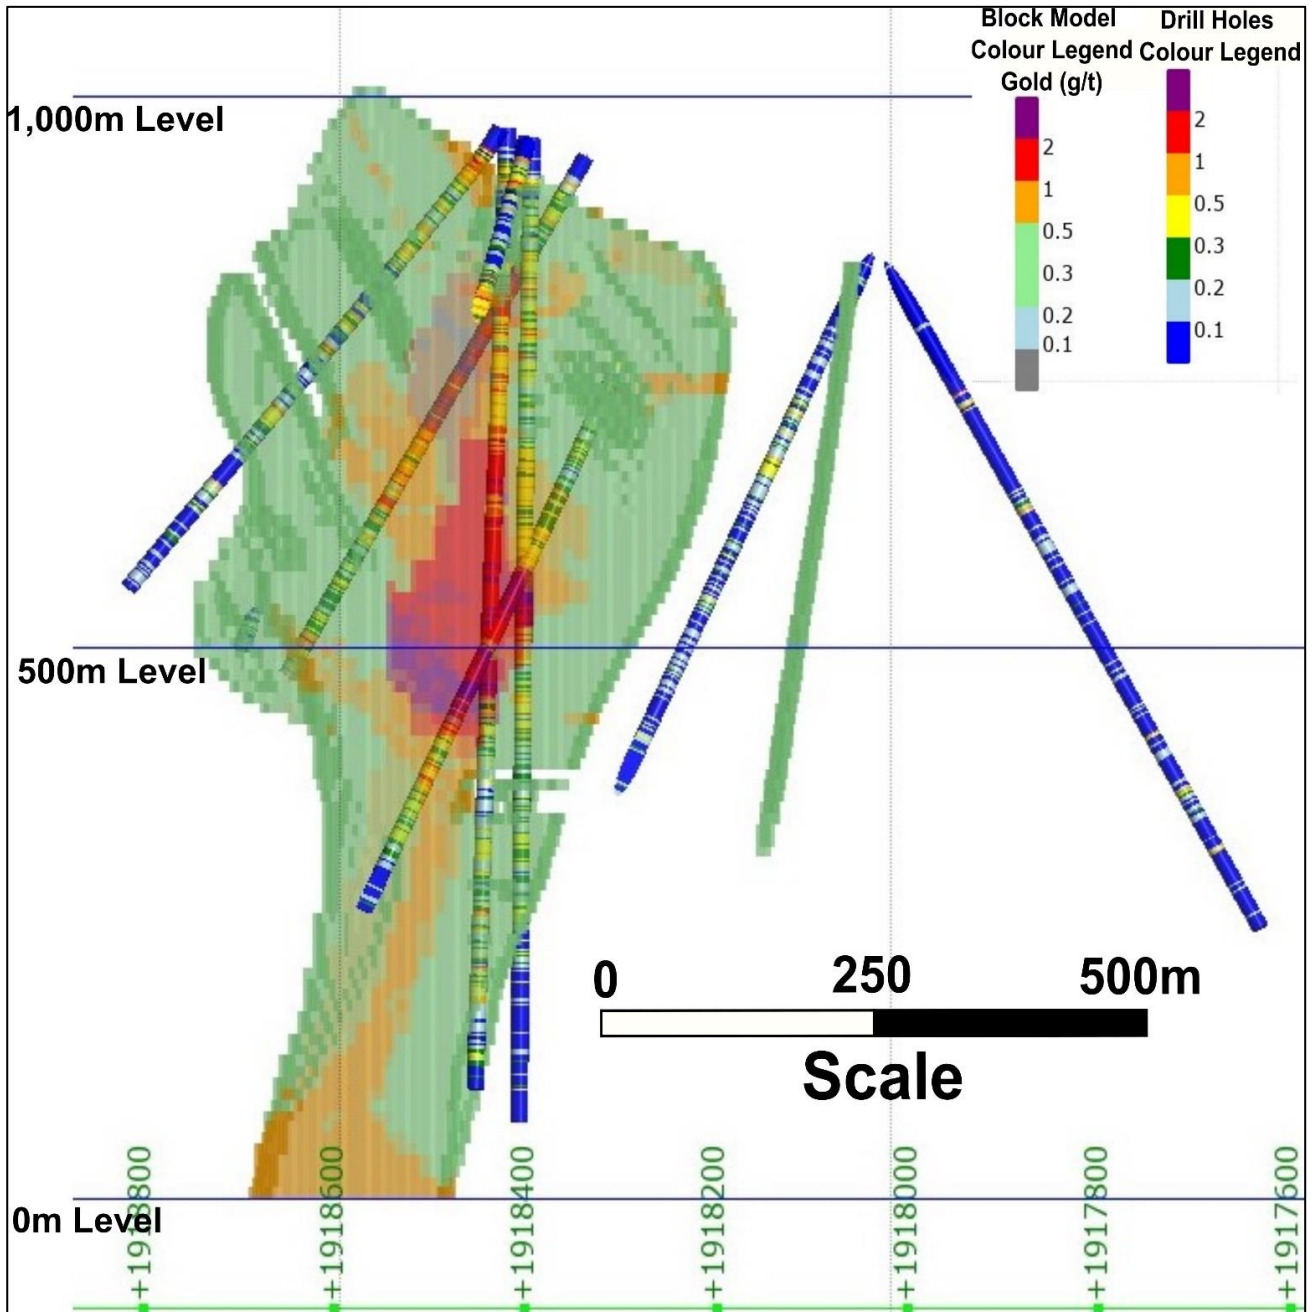 Block Model
Colour Legend
Gold (g/t)
2
1
0.5
0.3
0.2
0.1
Drill Holes
Colour Legend
2
1
0.5
0.3
0.2
0.1
1,000m Level
500m Level
0 250 500m
Scale
0m Level
+1918800
+1918600
+1918400
+1918200
+1918000
+1917800
+1917600